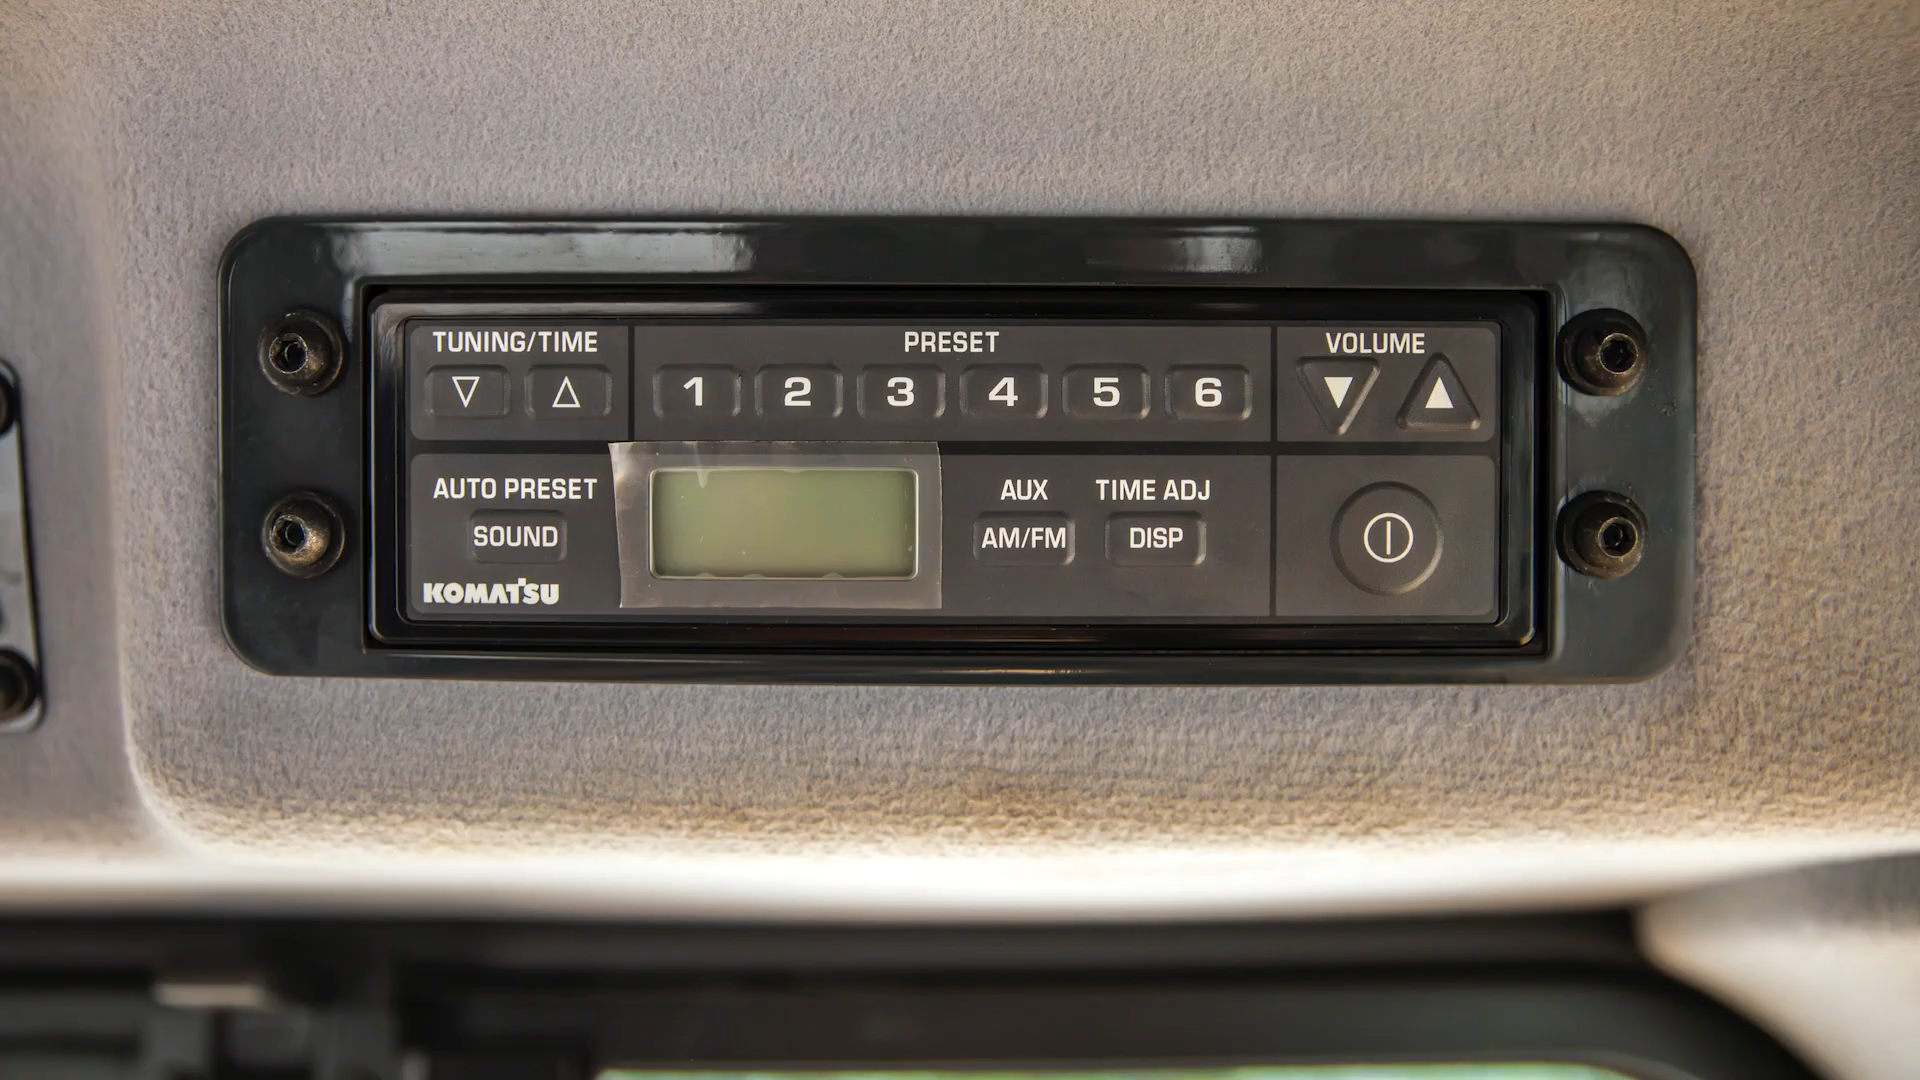 TUNING/TIME PRESET VOLUME
1 2 3 4 5 6
AUTO PRESET AUX TIME ADJ
SOUND AM/FM DISP
KOMATSU